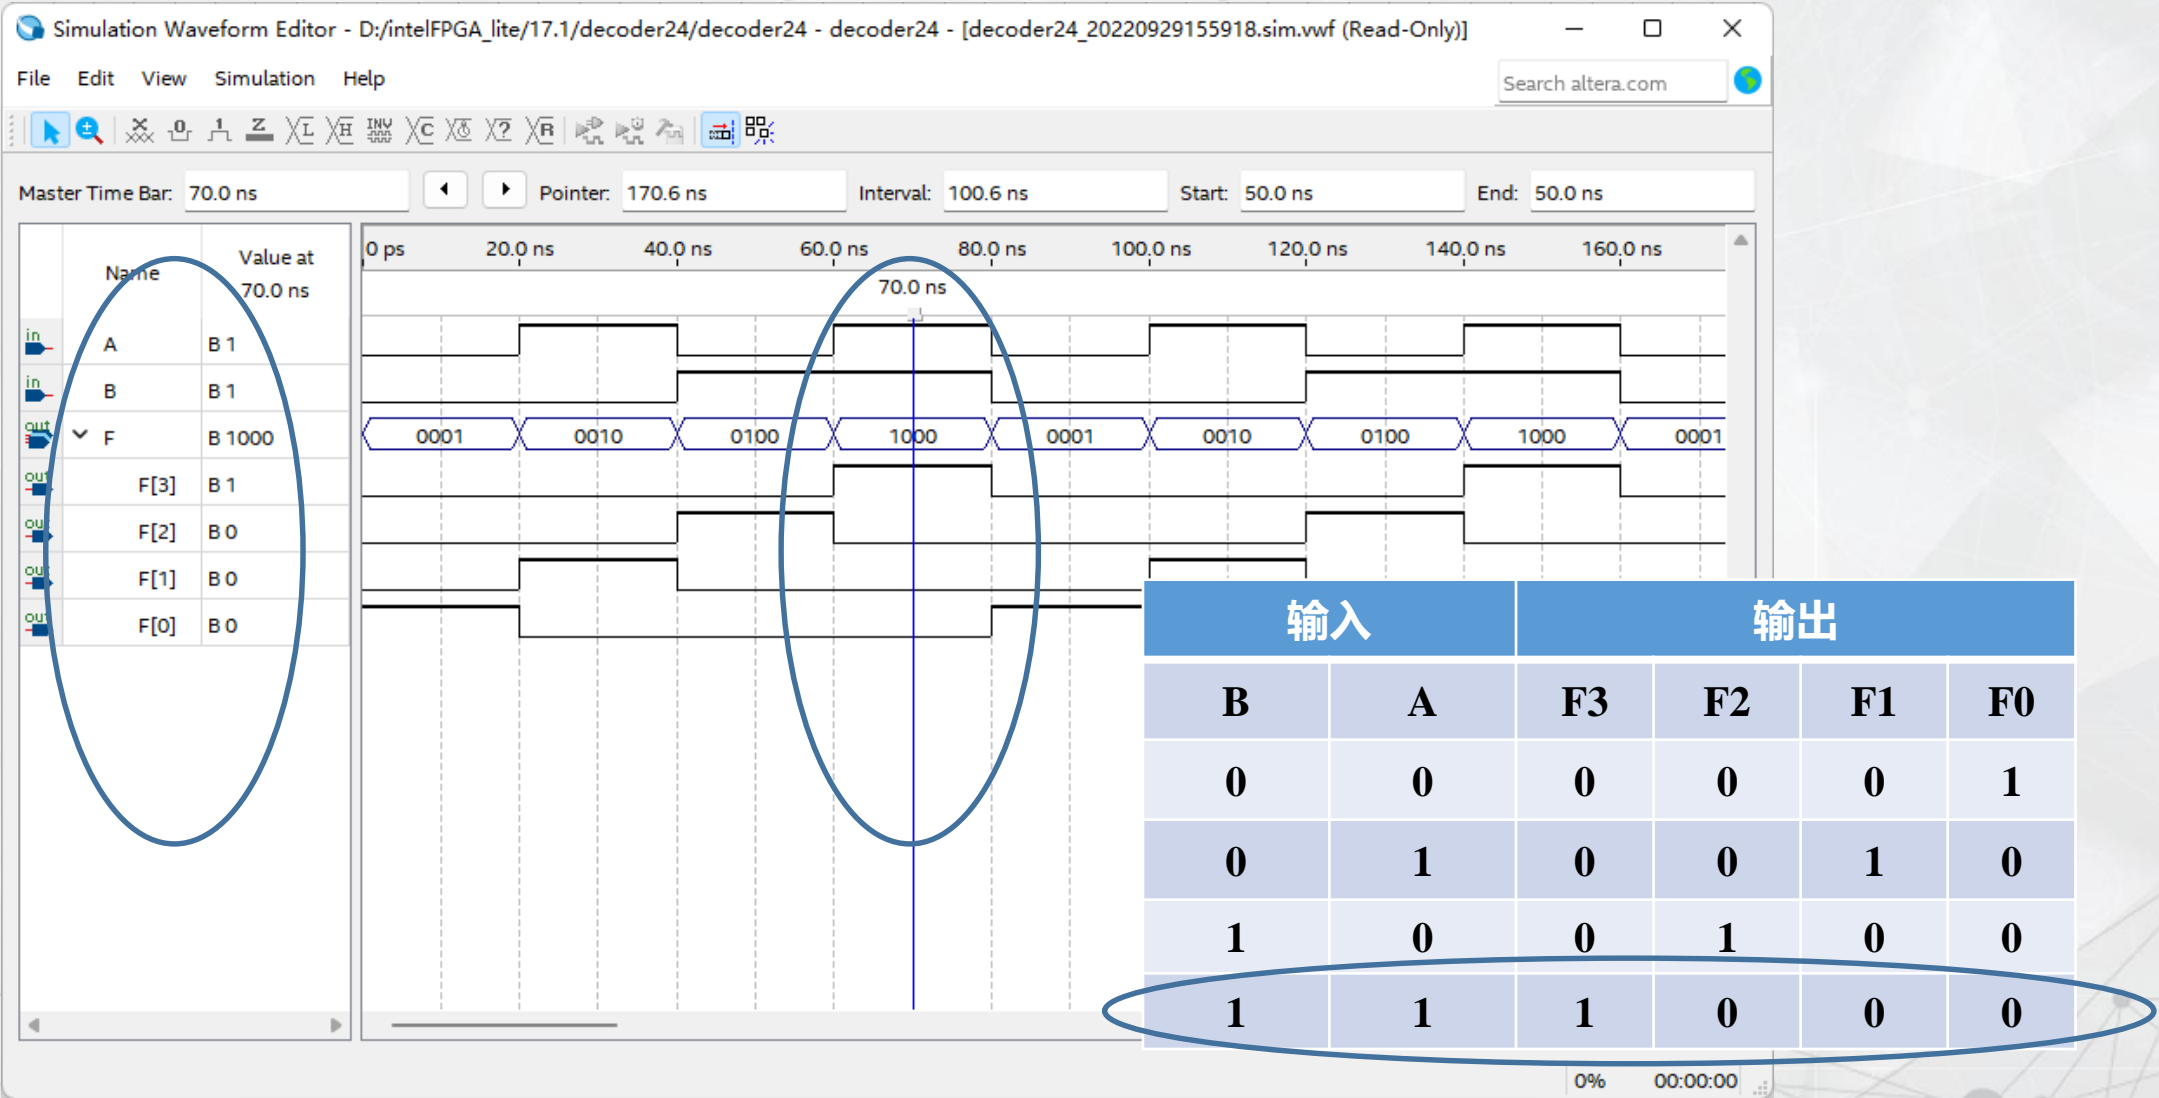 Simulation Waveform Editor - D:/intelFPGA_lite/17.1/decoder24/decoder24 - decoder24 - [decoder24_20220929155918.sim.vwf (Read-Only)]
File Edit View Simulation Help
Search altera.com
Master Time Bar: 70.0 ns Pointer: 170.6 ns Interval: 100.6 ns Start: 50.0 ns End: 50.0 ns
Name Value at 70.0 ns
0 ps 20.0 ns 40.0 ns 60.0 ns 80.0 ns 100.0 ns 120.0 ns 140.0 ns 160.0 ns
70.0 ns
in A B 1
in B B 1
out F B 1000 0001 0010 0100 1000 0001 0010 0100 1000 0001
out F[3] B 1
out F[2] B 0
out F[1] B 0
out F[0] B 0
输入 输出
B A F3 F2 F1 F0
0 0 0 0 0 1
0 1 0 0 1 0
1 0 0 1 0 0
1 1 1 0 0 0
0% 00:00:00